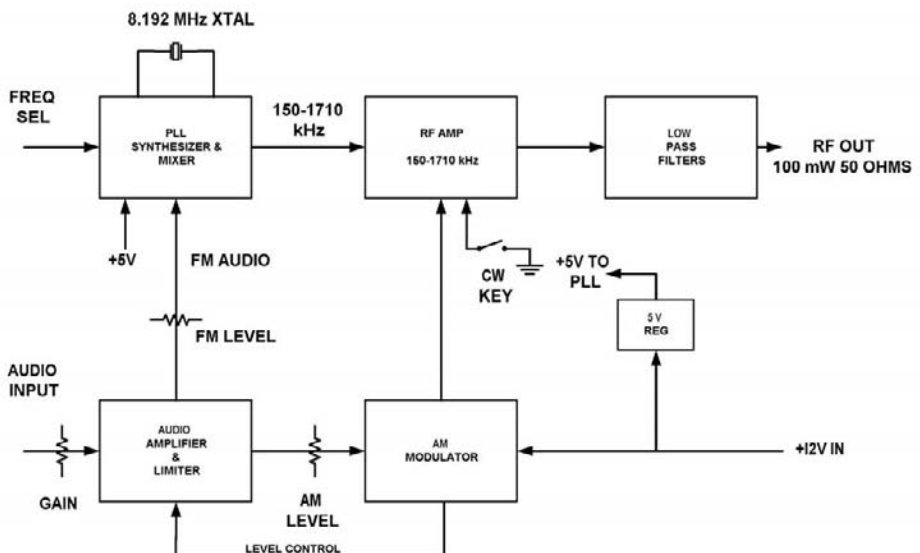 8.192 MHz XTAL
FREQ
SEL
PLL
SYNTHESIZER &
MIXER
150-1710
kHz
RF AMP
150-1710 kHz
LOW
PASS
FILTERS
RF OUT
100 mW 50 OHMS
+5V
FM AUDIO
CW
KEY
+5V TO
PLL
5 V
REG
FM LEVEL
AUDIO
INPUT
AUDIO
AMPLIFIER
&
LIMITER
AM
MODULATOR
+I2V IN
GAIN
AM
LEVEL
LEVEL CONTROL